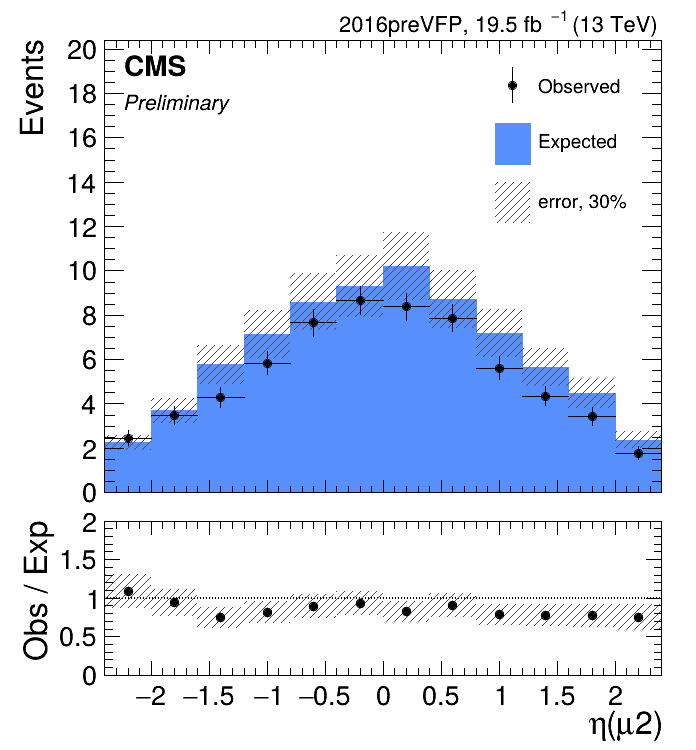 2016preVFP, 19.5 fb⁻¹ (13 TeV)
Events
20
18
16
14
12
10
8
6
4
2
0
CMS
Preliminary
Observed
Expected
error, 30%
Obs / Exp
2
1.5
1
0.5
0
−2 −1.5 −1 −0.5 0 0.5 1 1.5 2
η(μ2)